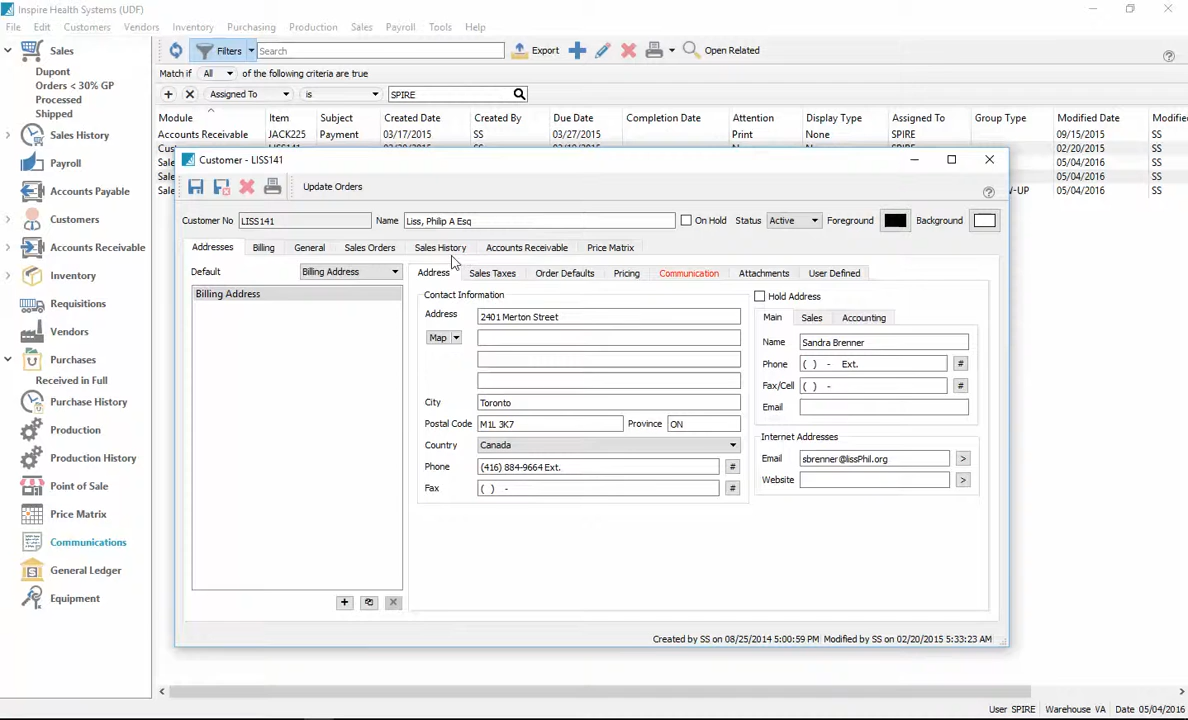 Inspire Health Systems (UDF)
File Edit Customers Vendors Inventory Purchasing Production Sales Payroll Tools Help
Sales
Dupont
Orders < 30% GP
Processed
Shipped
Sales History
Payroll
Accounts Payable
Customers
Accounts Receivable
Inventory
Requisitions
Vendors
Purchases
Received in Full
Purchase History
Production
Production History
Point of Sale
Price Matrix
Communications
General Ledger
Equipment
Filters Search Export Open Related
Match if All of the following criteria are true
Assigned To is SPIRE
Module Item Subject Created Date Created By Due Date Completion Date Attention Display Type Assigned To Group Type Modified Date Modifie
Accounts Receivable JACK225 Payment 03/17/2015 SS 03/27/2015 Print None SPIRE 09/15/2015 SS
02/20/2015 SS
05/04/2016 SS
05/04/2016 SS
W-UP 05/04/2016 SS
Customer - LISS141
Update Orders
Customer No LISS141 Name Liss, Philip A Esq On Hold Status Active Foreground Background
Addresses Billing General Sales Orders Sales History Accounts Receivable Price Matrix
Default Billing Address
Billing Address
Address Sales Taxes Order Defaults Pricing Communication Attachments User Defined
Contact Information
Address 2401 Merton Street
Map
City Toronto
Postal Code M1L 3K7 Province ON
Country Canada
Phone (416) 884-9664 Ext. #
Fax ( ) - #
Hold Address
Main Sales Accounting
Name Sandra Brenner
Phone ( ) - Ext. #
Fax/Cell ( ) - #
Email
Internet Addresses
Email sbrenner@lissPhil.org >
Website >
Created by SS on 08/25/2014 5:00:59 PM Modified by SS on 02/20/2015 5:33:23 AM
User SPIRE Warehouse VA Date 05/04/2016